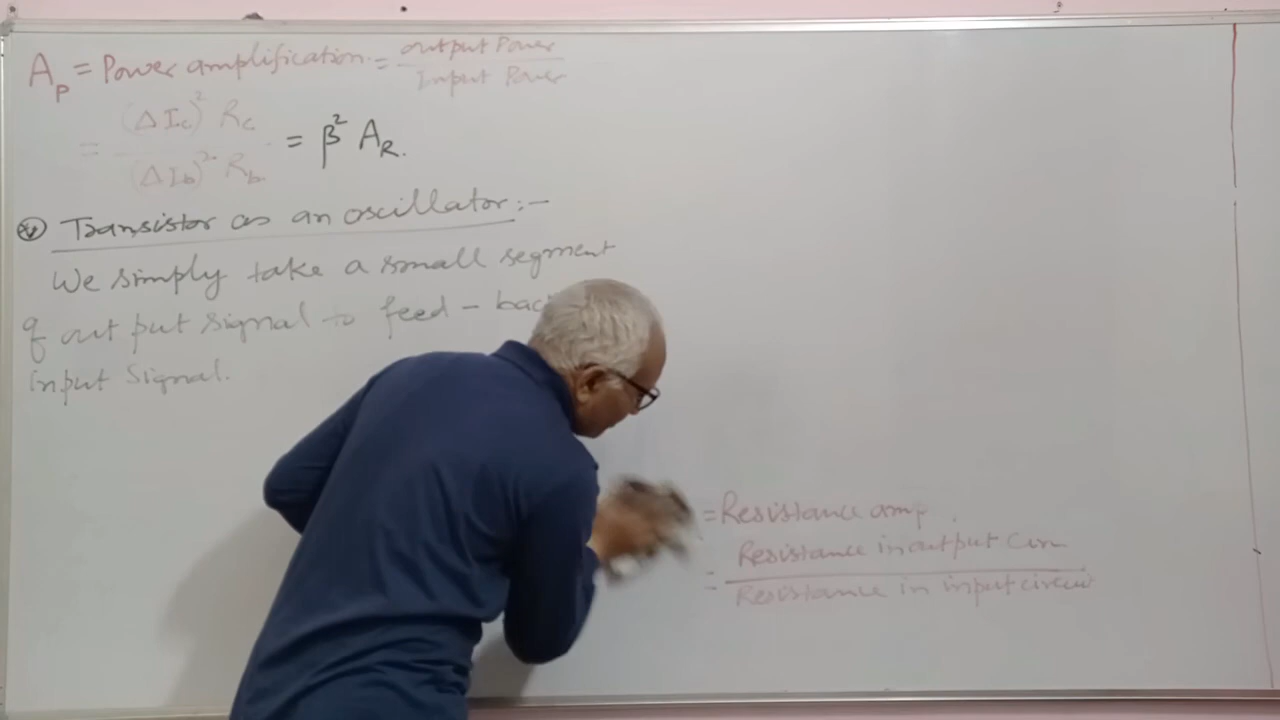 Ap = Power amplification = output Power / Input Power
= (ΔIc)² Rc / (ΔIb)² Rb = β² AR.
(v) Transistor as an oscillator:-
We simply take a small segment
of out put signal to feed-back
input Signal.
= Resistance amp.
= Resistance in output Circu / Resistance in input circui